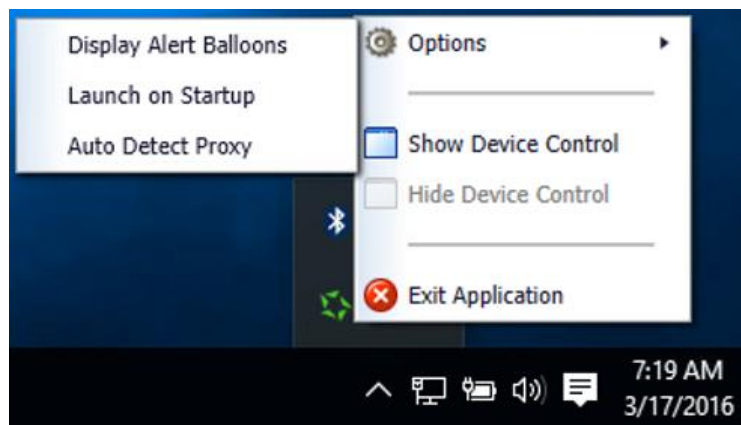 Display Alert Balloons
Launch on Startup
Auto Detect Proxy
Options
Show Device Control
Hide Device Control
Exit Application
7:19 AM
3/17/2016